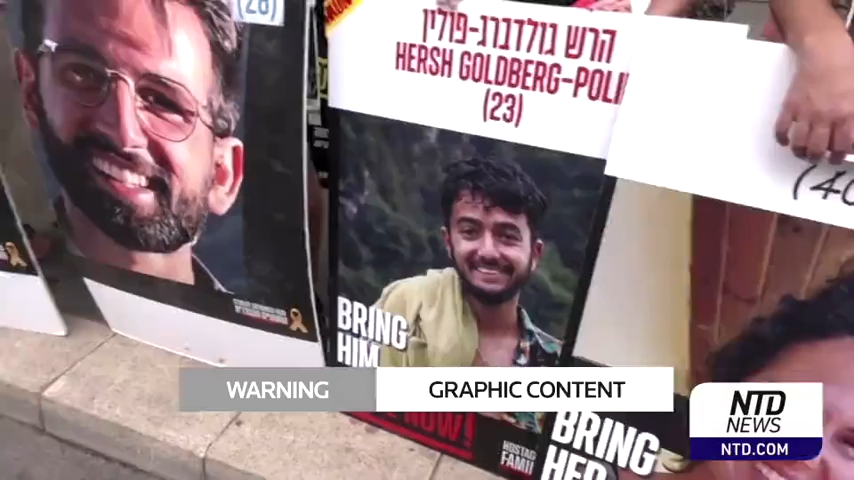 (28)
הרש גולדברג-פולין
HERSH GOLDBERG-POLI
(23)
(40
BRING
HIM
NOW!
HOSTAG
FAMI
BRING
HER
WARNING
GRAPHIC CONTENT
NTD
NEWS
NTD.COM